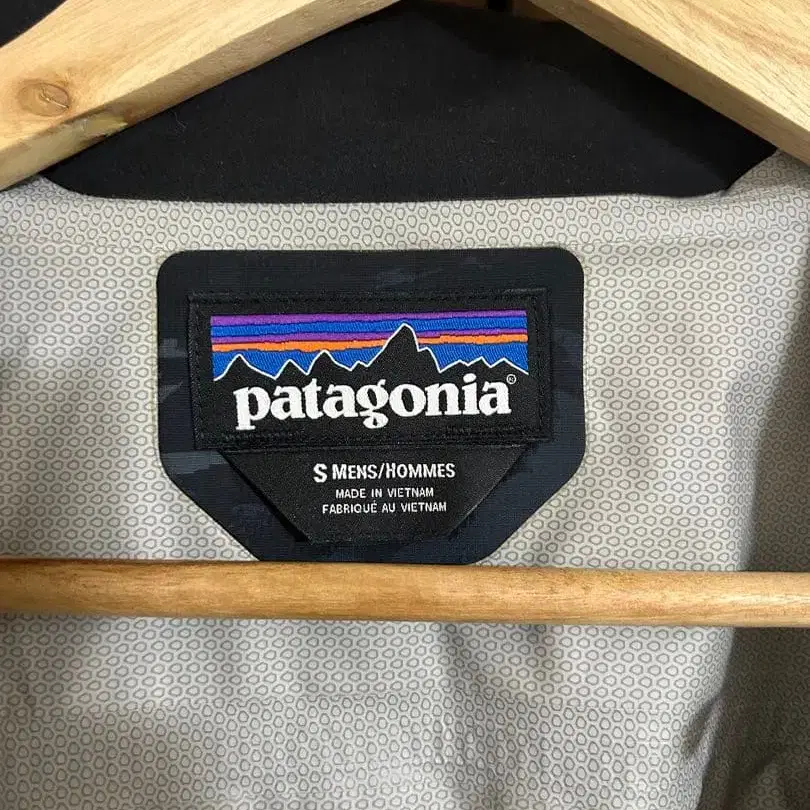 patagonia®
S MENS/HOMMES
MADE IN VIETNAM
FABRIQUÉ AU VIETNAM